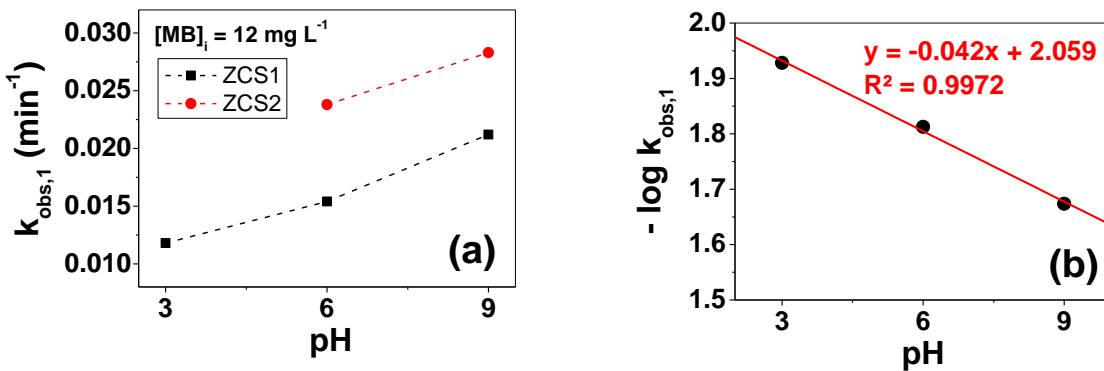 [MB]i = 12 mg L-1
ZCS1
ZCS2
0.030
0.025
0.020
0.015
0.010
kobs,1 (min-1)
(a)
3 6 9
pH
2.0
1.9
1.8
1.7
1.6
1.5
- log kobs,1
y = -0.042x + 2.059
R² = 0.9972
(b)
3 6 9
pH